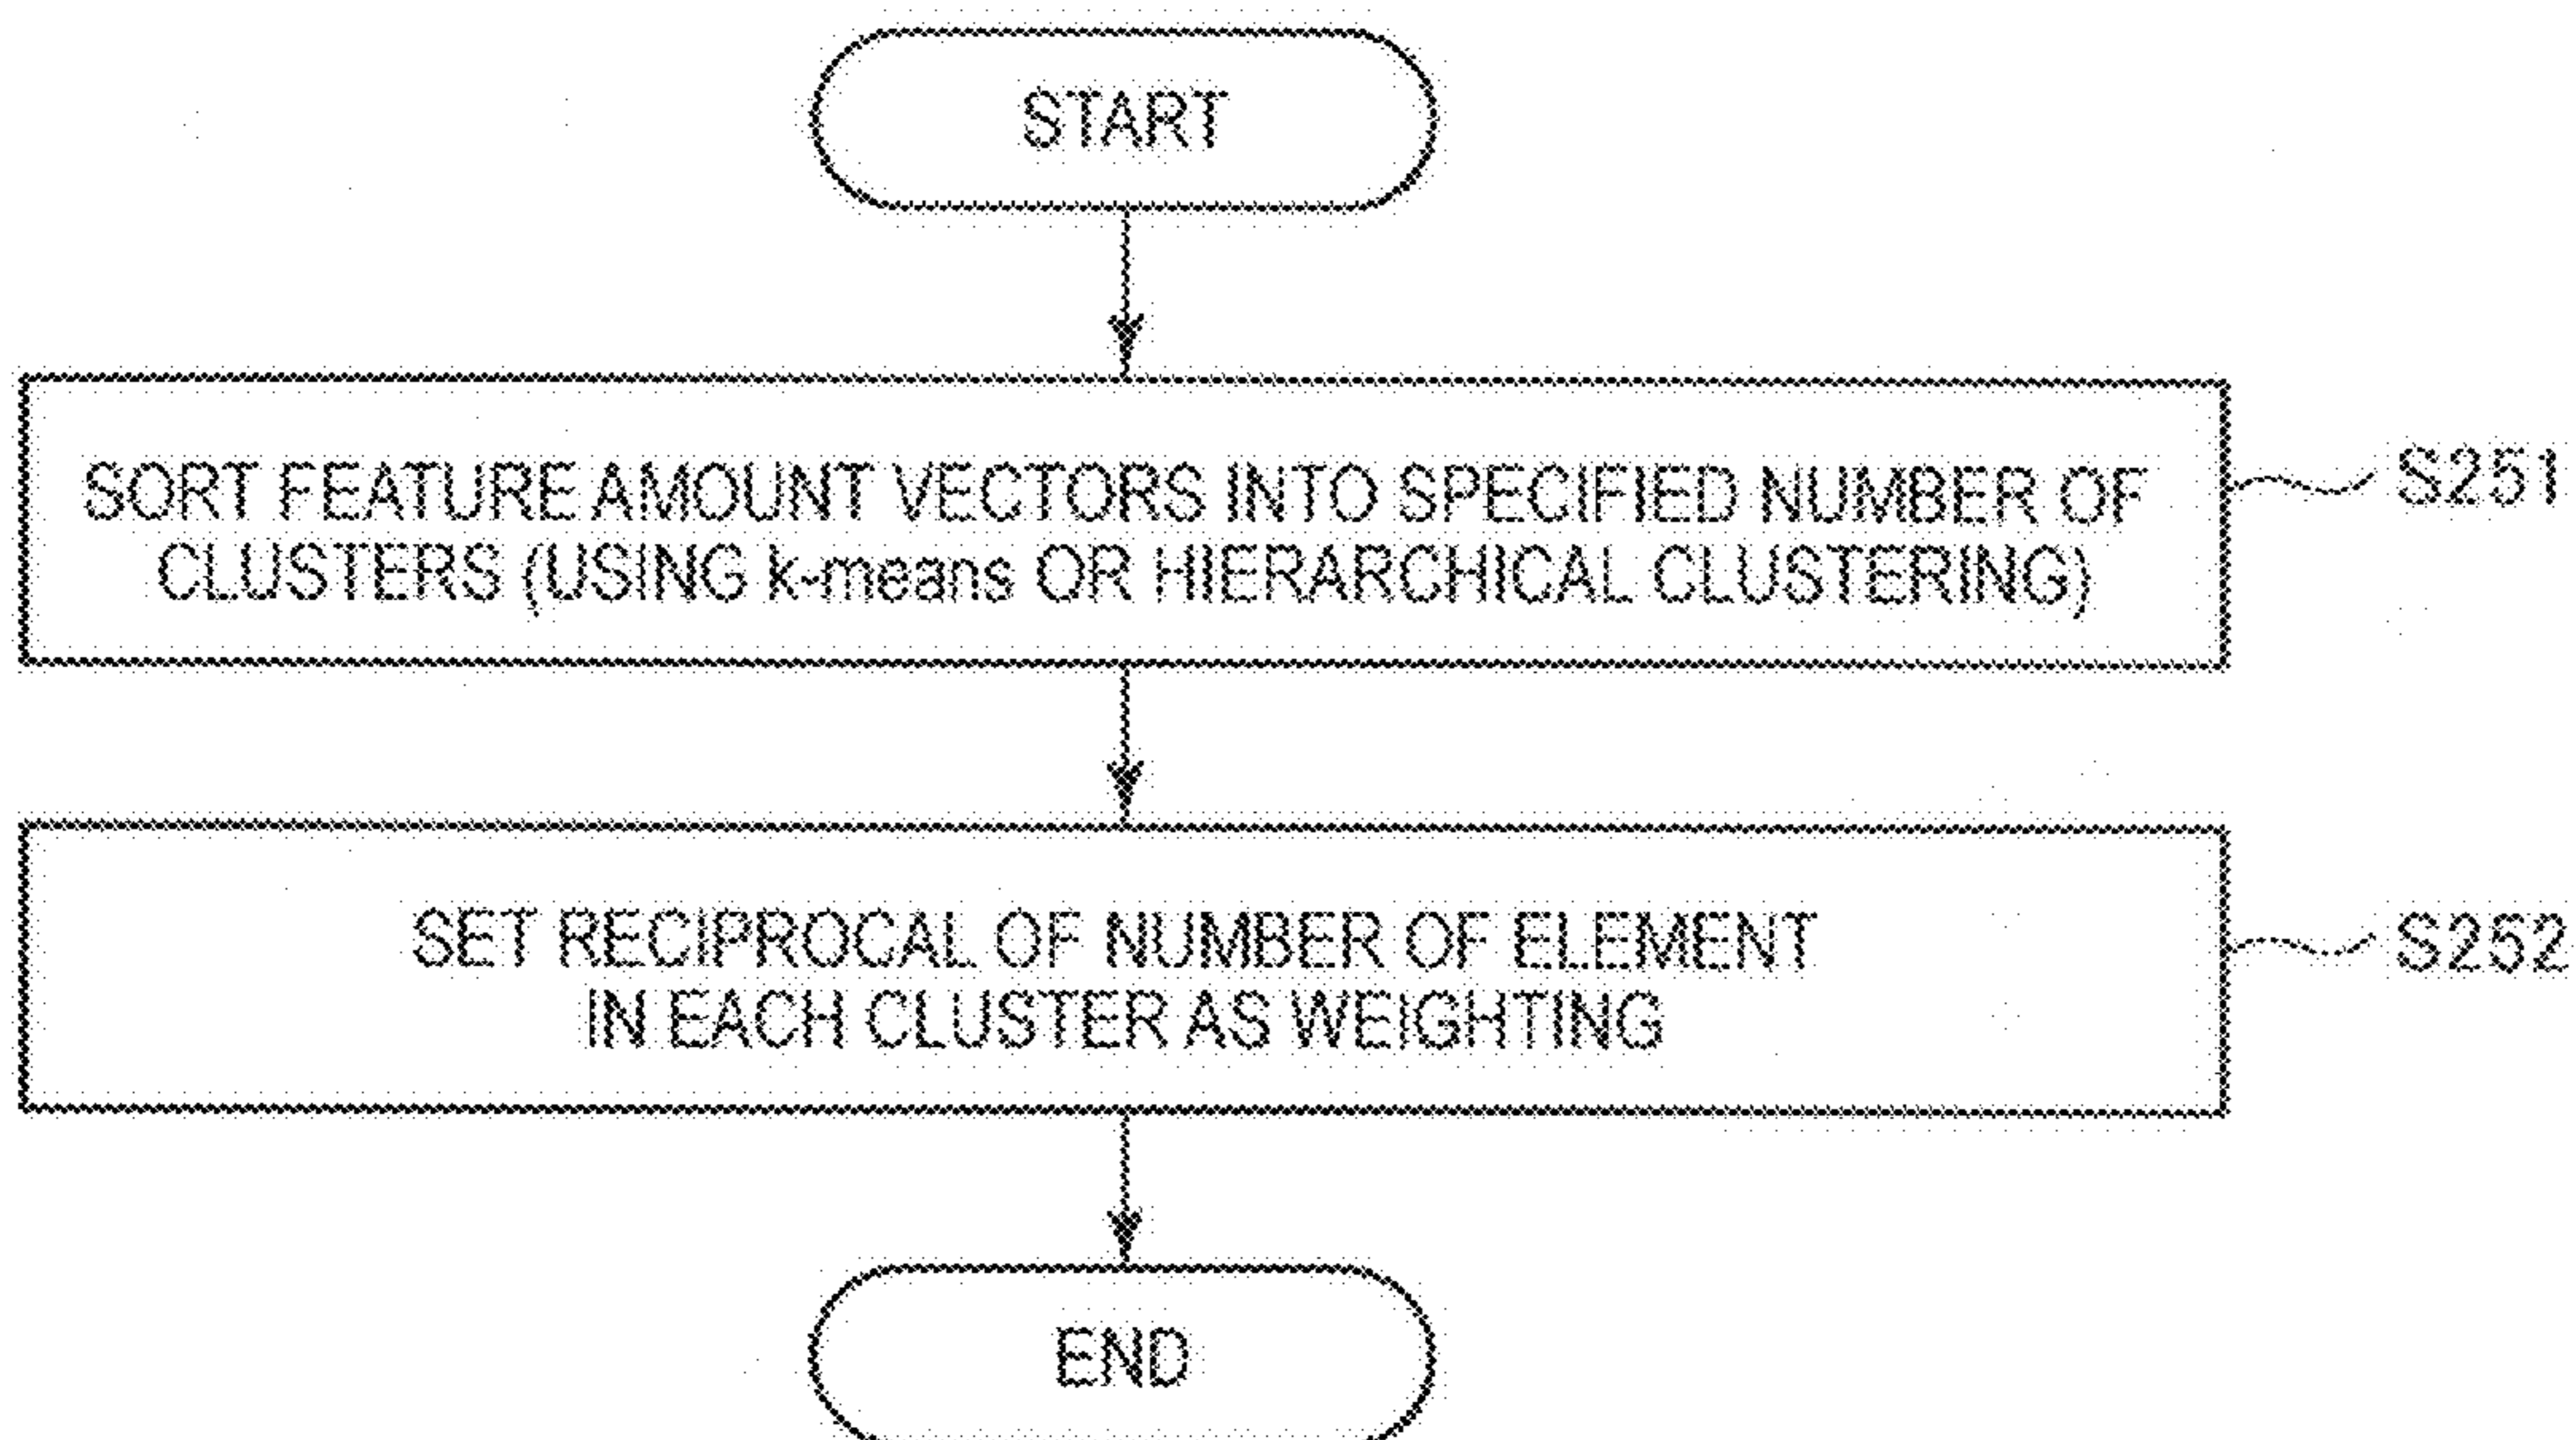 START
SORT FEATURE AMOUNT VECTORS INTO SPECIFIED NUMBER OF
CLUSTERS (USING k-means OR HIERARCHICAL CLUSTERING)
S251
SET RECIPROCAL OF NUMBER OF ELEMENT
IN EACH CLUSTER AS WEIGHTING
S252
END